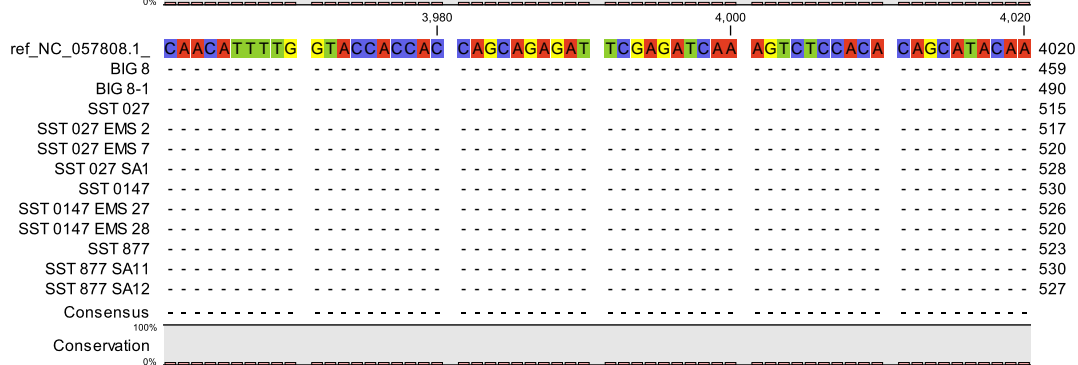 0%
3,980 4,000 4,020
ref_NC_057808.1_ CAACATTTTG GTACCACCAC CAGCAGAGAT TCGAGATCAA AGTCTCCACA CAGCATACAA 4020
BIG 8 ---------- ---------- ---------- ---------- ---------- ---------- 459
BIG 8-1 ---------- ---------- ---------- ---------- ---------- ---------- 490
SST 027 ---------- ---------- ---------- ---------- ---------- ---------- 515
SST 027 EMS 2 ---------- ---------- ---------- ---------- ---------- ---------- 517
SST 027 EMS 7 ---------- ---------- ---------- ---------- ---------- ---------- 520
SST 027 SA1 ---------- ---------- ---------- ---------- ---------- ---------- 528
SST 0147 ---------- ---------- ---------- ---------- ---------- ---------- 530
SST 0147 EMS 27 ---------- ---------- ---------- ---------- ---------- ---------- 526
SST 0147 EMS 28 ---------- ---------- ---------- ---------- ---------- ---------- 520
SST 877 ---------- ---------- ---------- ---------- ---------- ---------- 523
SST 877 SA11 ---------- ---------- ---------- ---------- ---------- ---------- 530
SST 877 SA12 ---------- ---------- ---------- ---------- ---------- ---------- 527
Consensus ---------- ---------- ---------- ---------- ---------- ----------
100%
Conservation
0%